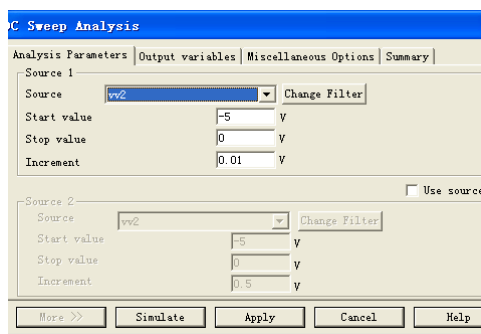 DC Sweep Analysis
Analysis Parameters Output variables Miscellaneous Options Summary
Source 1
Source vv2 Change Filter
Start value -5 V
Stop value 0 V
Increment 0.01 V
Use source
Source 2
Source vv2 Change Filter
Start value -5 V
Stop value 0 V
Increment 0.5 V
More >> Simulate Apply Cancel Help